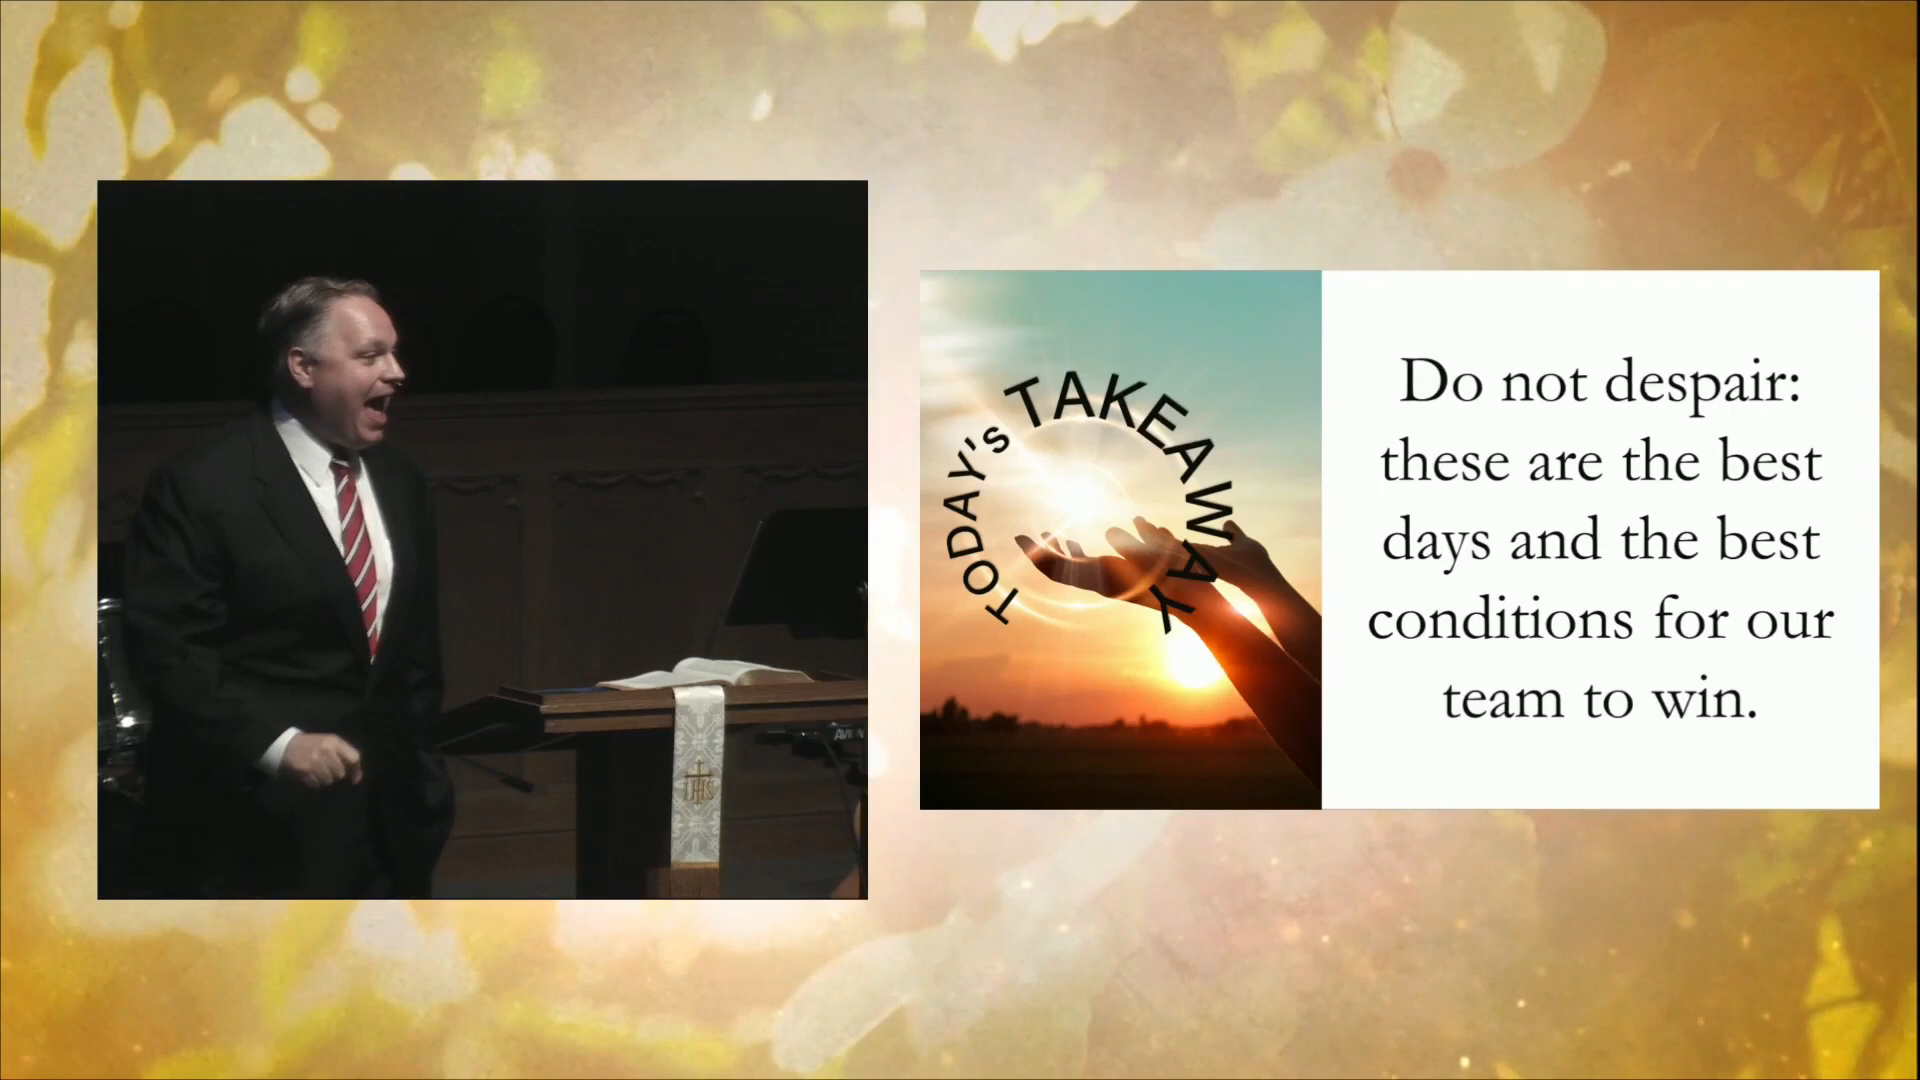 TODAY's TAKEAWAY
Do not despair:
these are the best
days and the best
conditions for our
team to win.
IHS